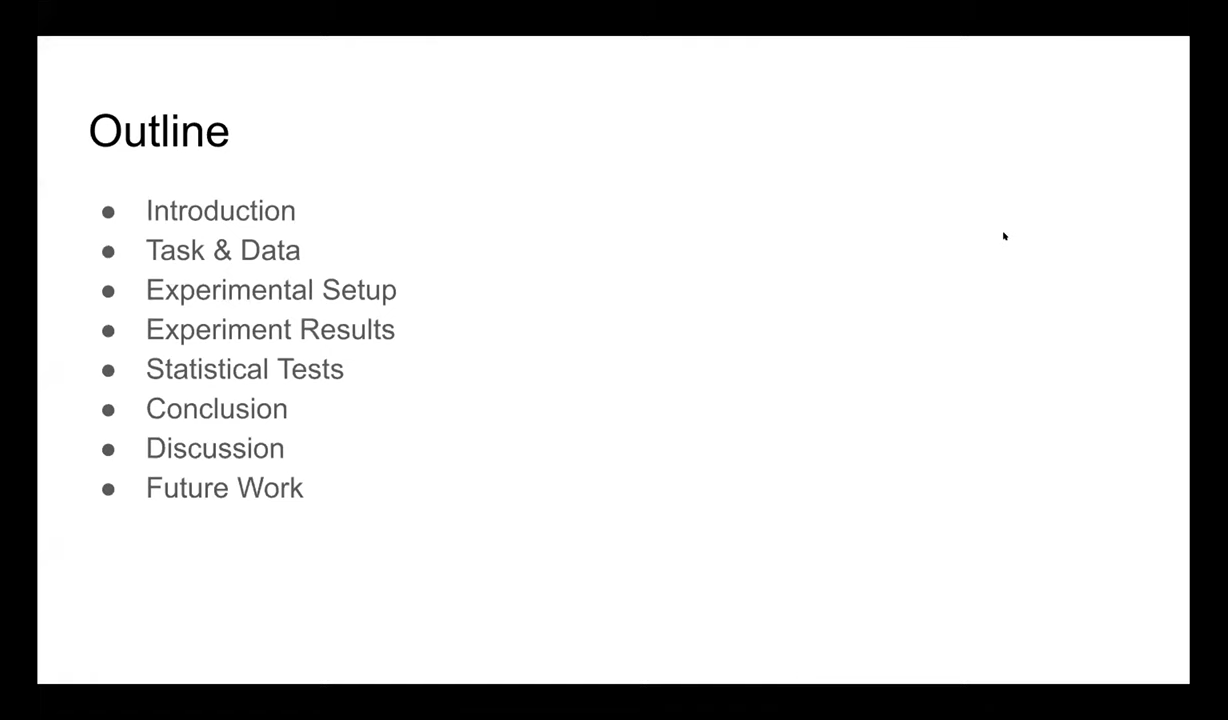 Outline
● Introduction
● Task & Data
● Experimental Setup
● Experiment Results
● Statistical Tests
● Conclusion
● Discussion
● Future Work